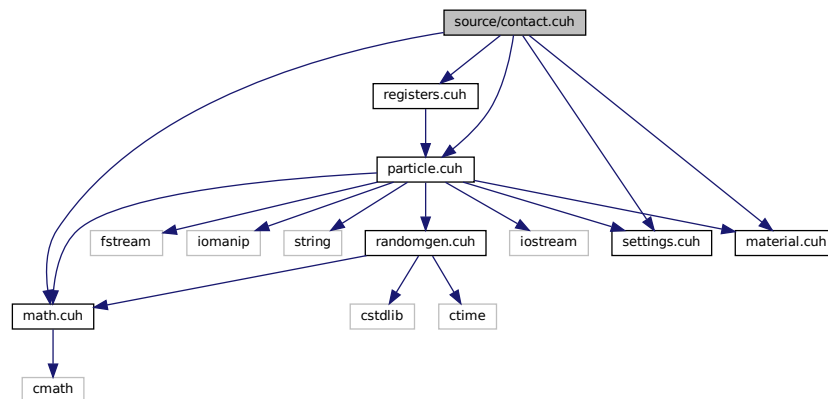 source/contact.cuh
registers.cuh
particle.cuh
fstream
iomanip
string
randomgen.cuh
iostream
settings.cuh
material.cuh
math.cuh
cstdlib
ctime
cmath